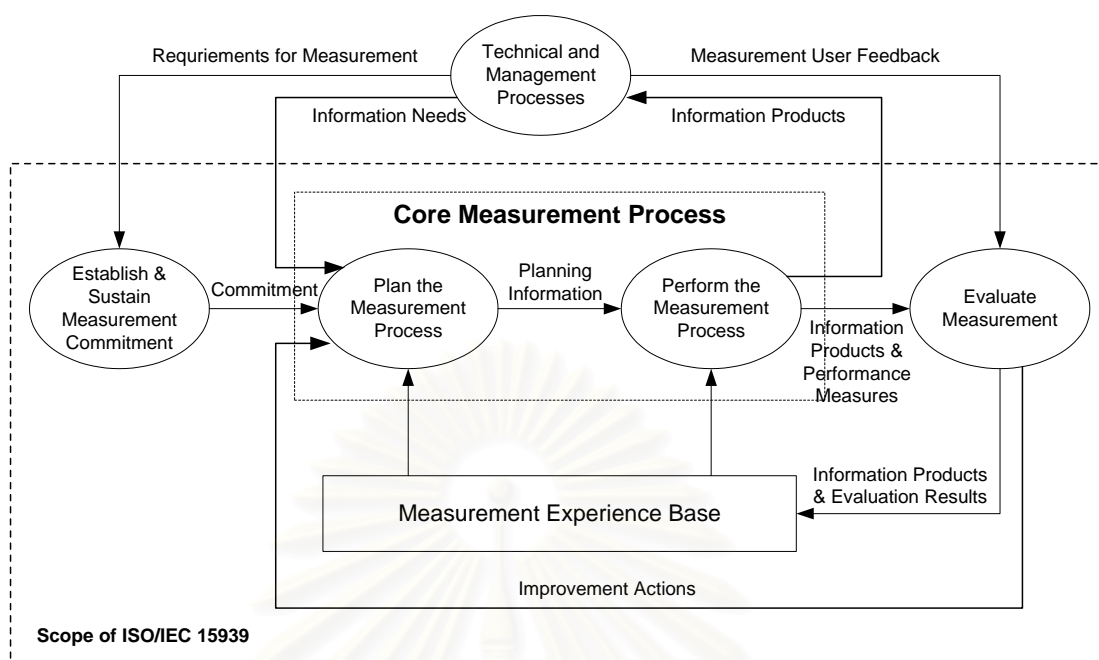 Requriements for Measurement
Technical and
Management
Processes
Measurement User Feedback
Information Needs
Information Products
Core Measurement Process
Establish &
Sustain
Measurement
Commitment
Commitment
Plan the
Measurement
Process
Planning
Information
Perform the
Measurement
Process
Information
Products &
Performance
Measures
Evaluate
Measurement
Information Products
& Evaluation Results
Measurement Experience Base
Improvement Actions
Scope of ISO/IEC 15939